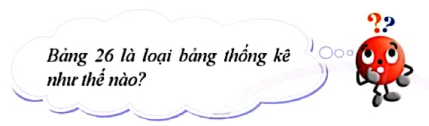 Bảng 26 là loại bảng thống kê
như thế nào?
??